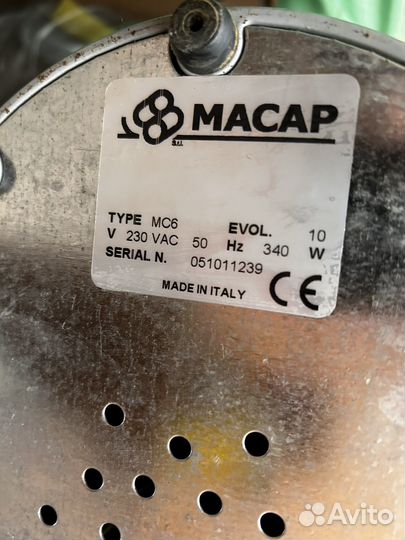 MACAP
S.r.l.
TYPE MC6 EVOL. 10
V 230 VAC 50 Hz 340 W
SERIAL N. 051011239
MADE IN ITALY CE
Avito